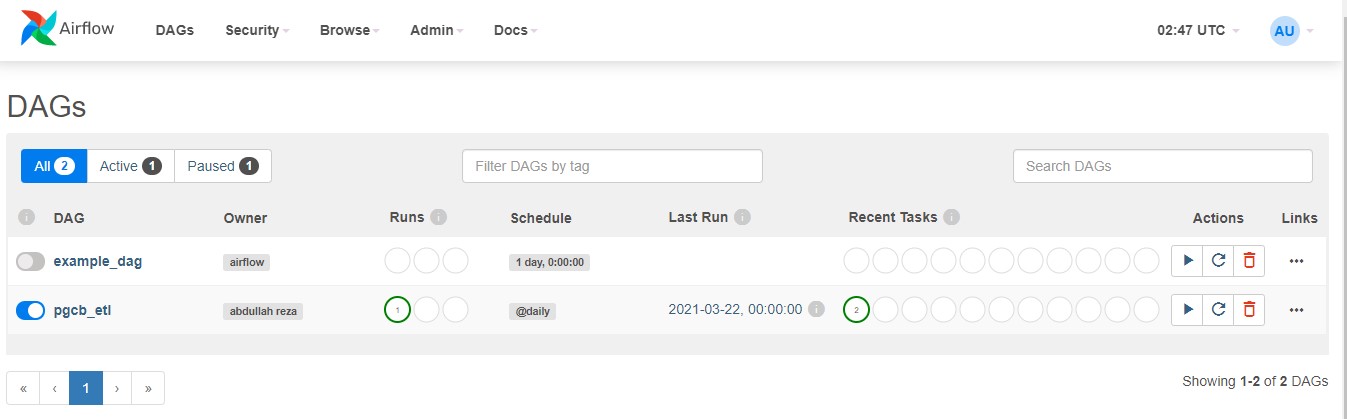 Airflow DAGs Security Browse Admin Docs 02:47 UTC AU
DAGs
All 2 Active 1 Paused 1 Filter DAGs by tag Search DAGs
i DAG Owner Runs i Schedule Last Run i Recent Tasks i Actions Links
example_dag airflow 1 day, 0:00:00 ...
pgcb_etl abdullah reza 1 @daily 2021-03-22, 00:00:00 i 2 ...
« ‹ 1 › » Showing 1-2 of 2 DAGs